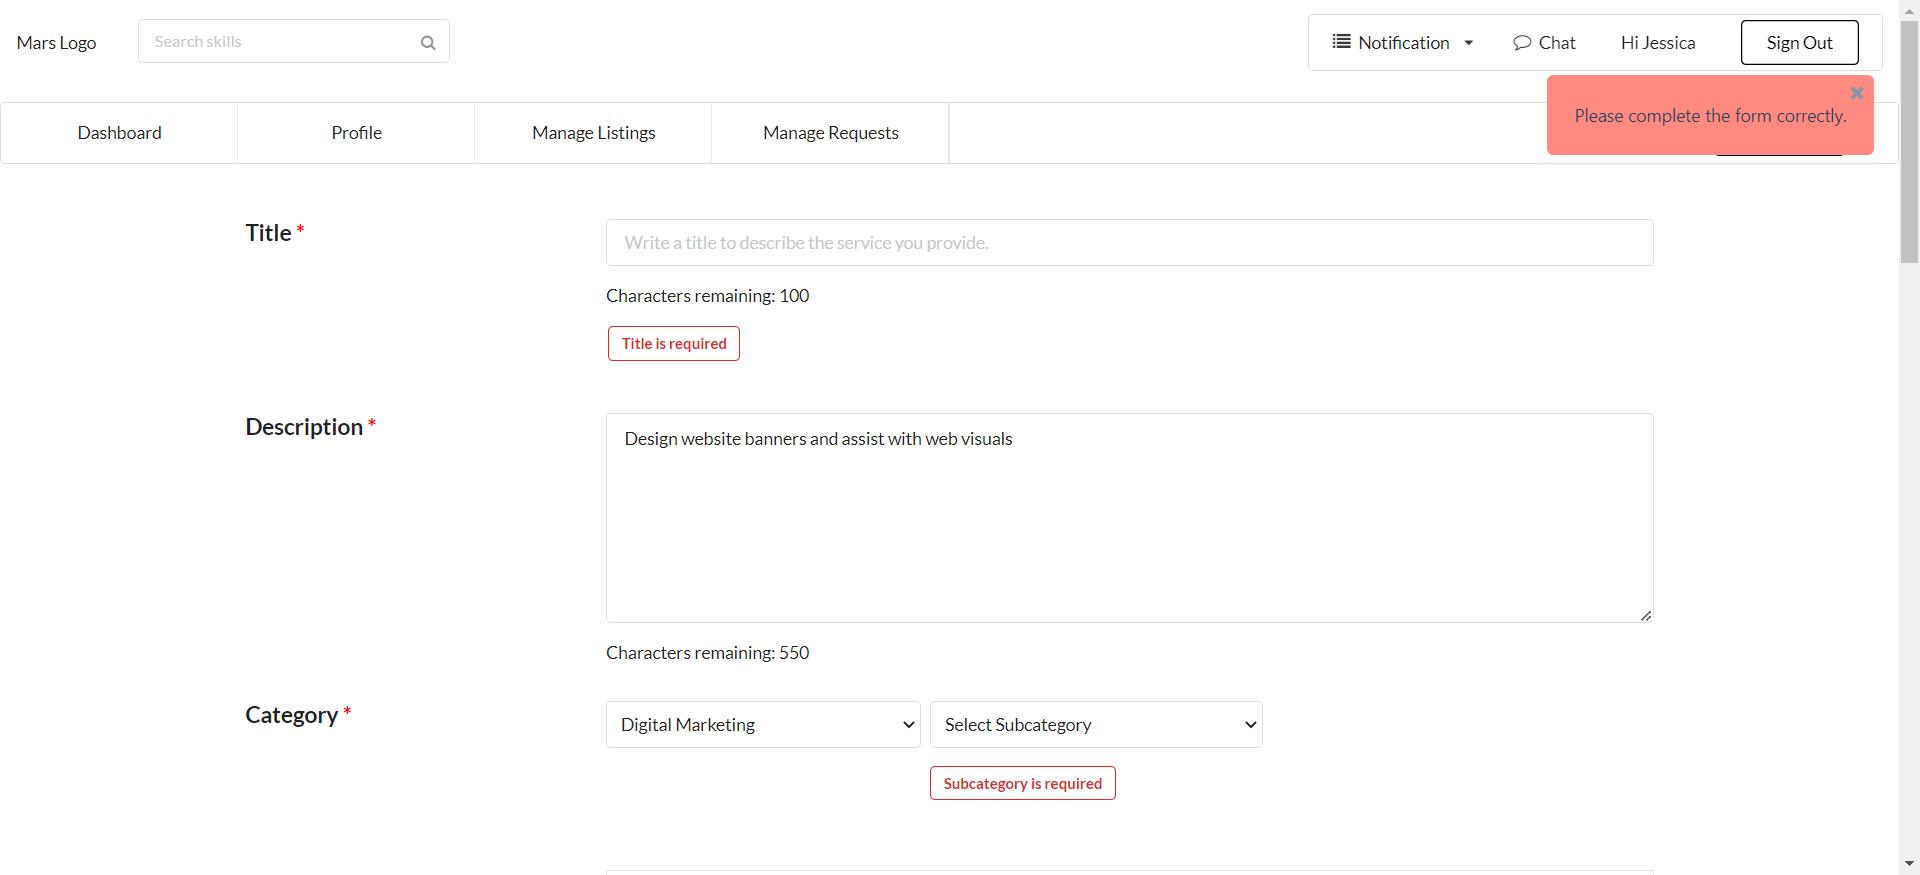 Mars Logo
Search skills
Notification
Chat
Hi Jessica
Sign Out
Please complete the form correctly.
Dashboard
Profile
Manage Listings
Manage Requests
Title *
Write a title to describe the service you provide.
Characters remaining: 100
Title is required
Description *
Design website banners and assist with web visuals
Characters remaining: 550
Category *
Digital Marketing
Select Subcategory
Subcategory is required